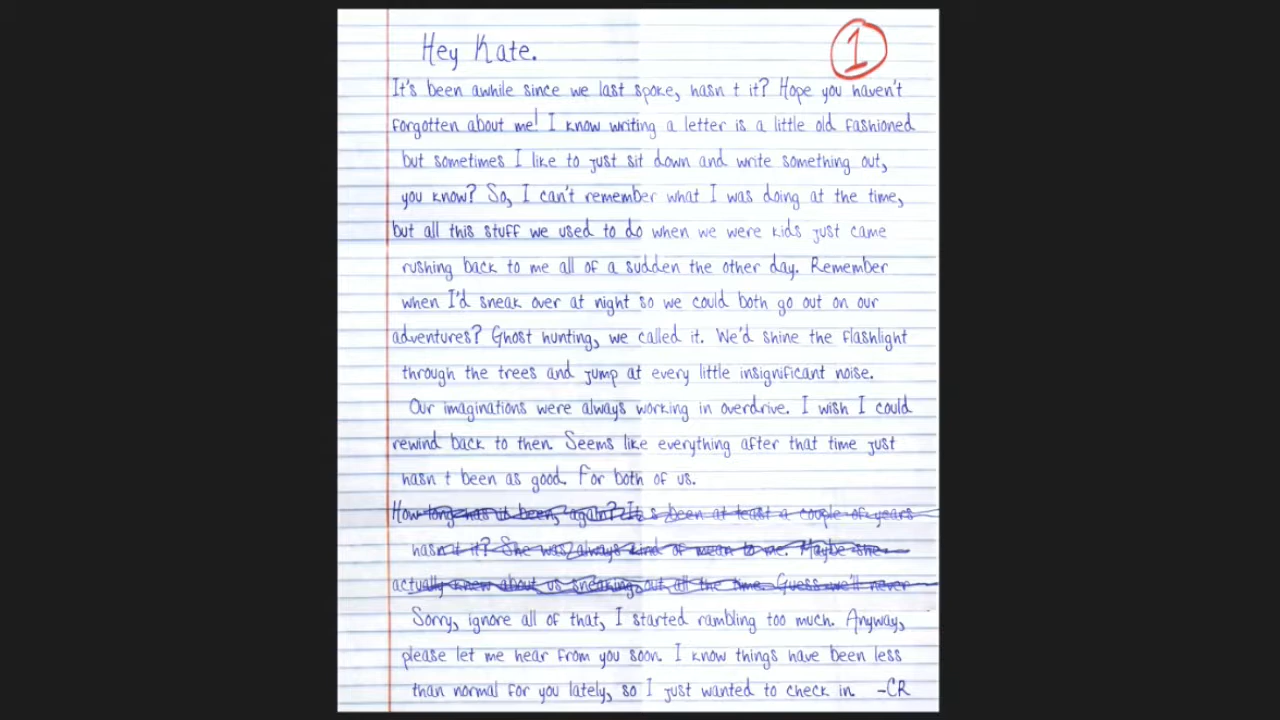 Hey Kate.
1
It's been awhile since we last spoke, hasn t it? Hope you haven't
forgotten about me! I know writing a letter is a little old fashioned
but sometimes I like to just sit down and write something out,
you know? So, I can't remember what I was doing at the time,
but all this stuff we used to do when we were kids just came
rushing back to me all of a sudden the other day. Remember
when I'd sneak over at night so we could both go out on our
adventures? Ghost hunting, we called it. We'd shine the flashlight
through the trees and jump at every little insignificant noise.
Our imaginations were always working in overdrive. I wish I could
rewind back to then. Seems like everything after that time just
hasn t been as good. For both of us.
How long has it been, again? It s been at least a couple of years
hasn t it? She was always kind of mean to me. Maybe she
actually knew about us sneaking out all the time. Guess we'll never
Sorry, ignore all of that, I started rambling too much. Anyway,
please let me hear from you soon. I know things have been less
than normal for you lately, so I just wanted to check in. -CR